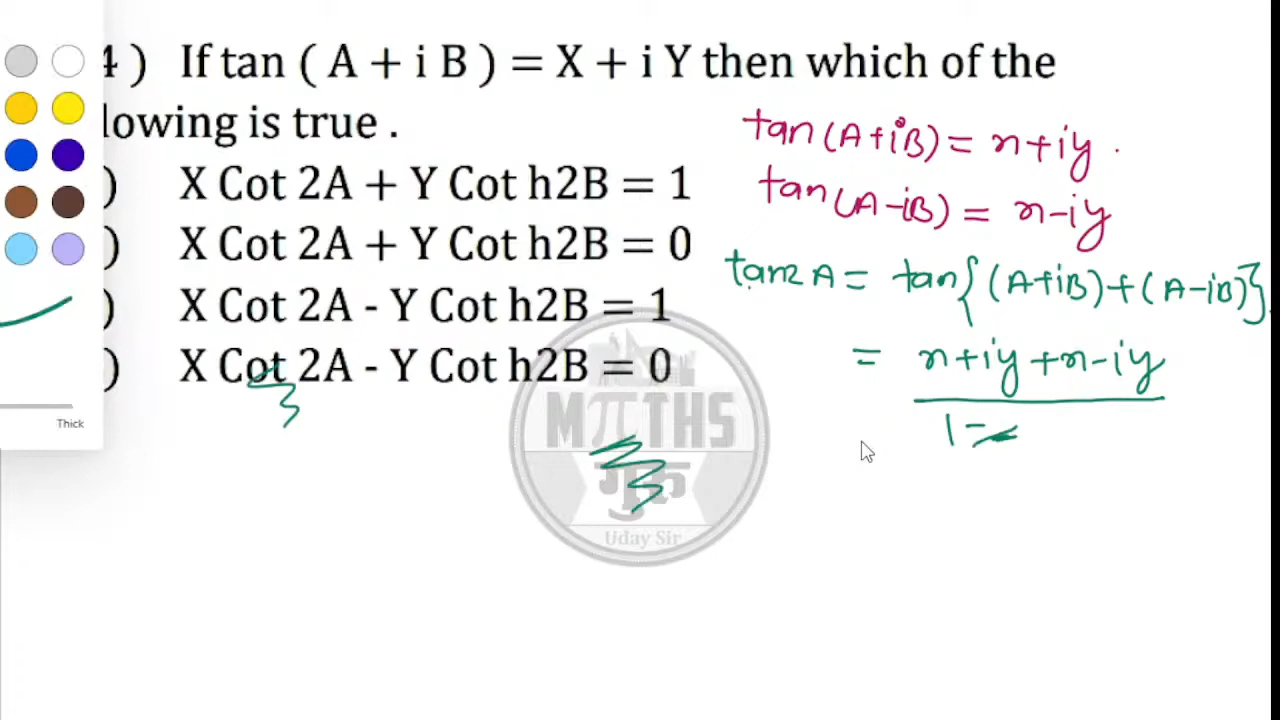 4 ) If tan ( A + i B ) = X + i Y then which of the
lowing is true .
) X Cot 2A + Y Cot h2B = 1
) X Cot 2A + Y Cot h2B = 0
) X Cot 2A - Y Cot h2B = 1
) X Cot 2A - Y Cot h2B = 0
tan(A+iB) = x+iy .
tan(A-iB) = x-iy
tan2A = tan{(A+iB)+(A-iB)}
= x+iy+x-iy
1-
Thick
MπTHS
गुरु
Uday Sir